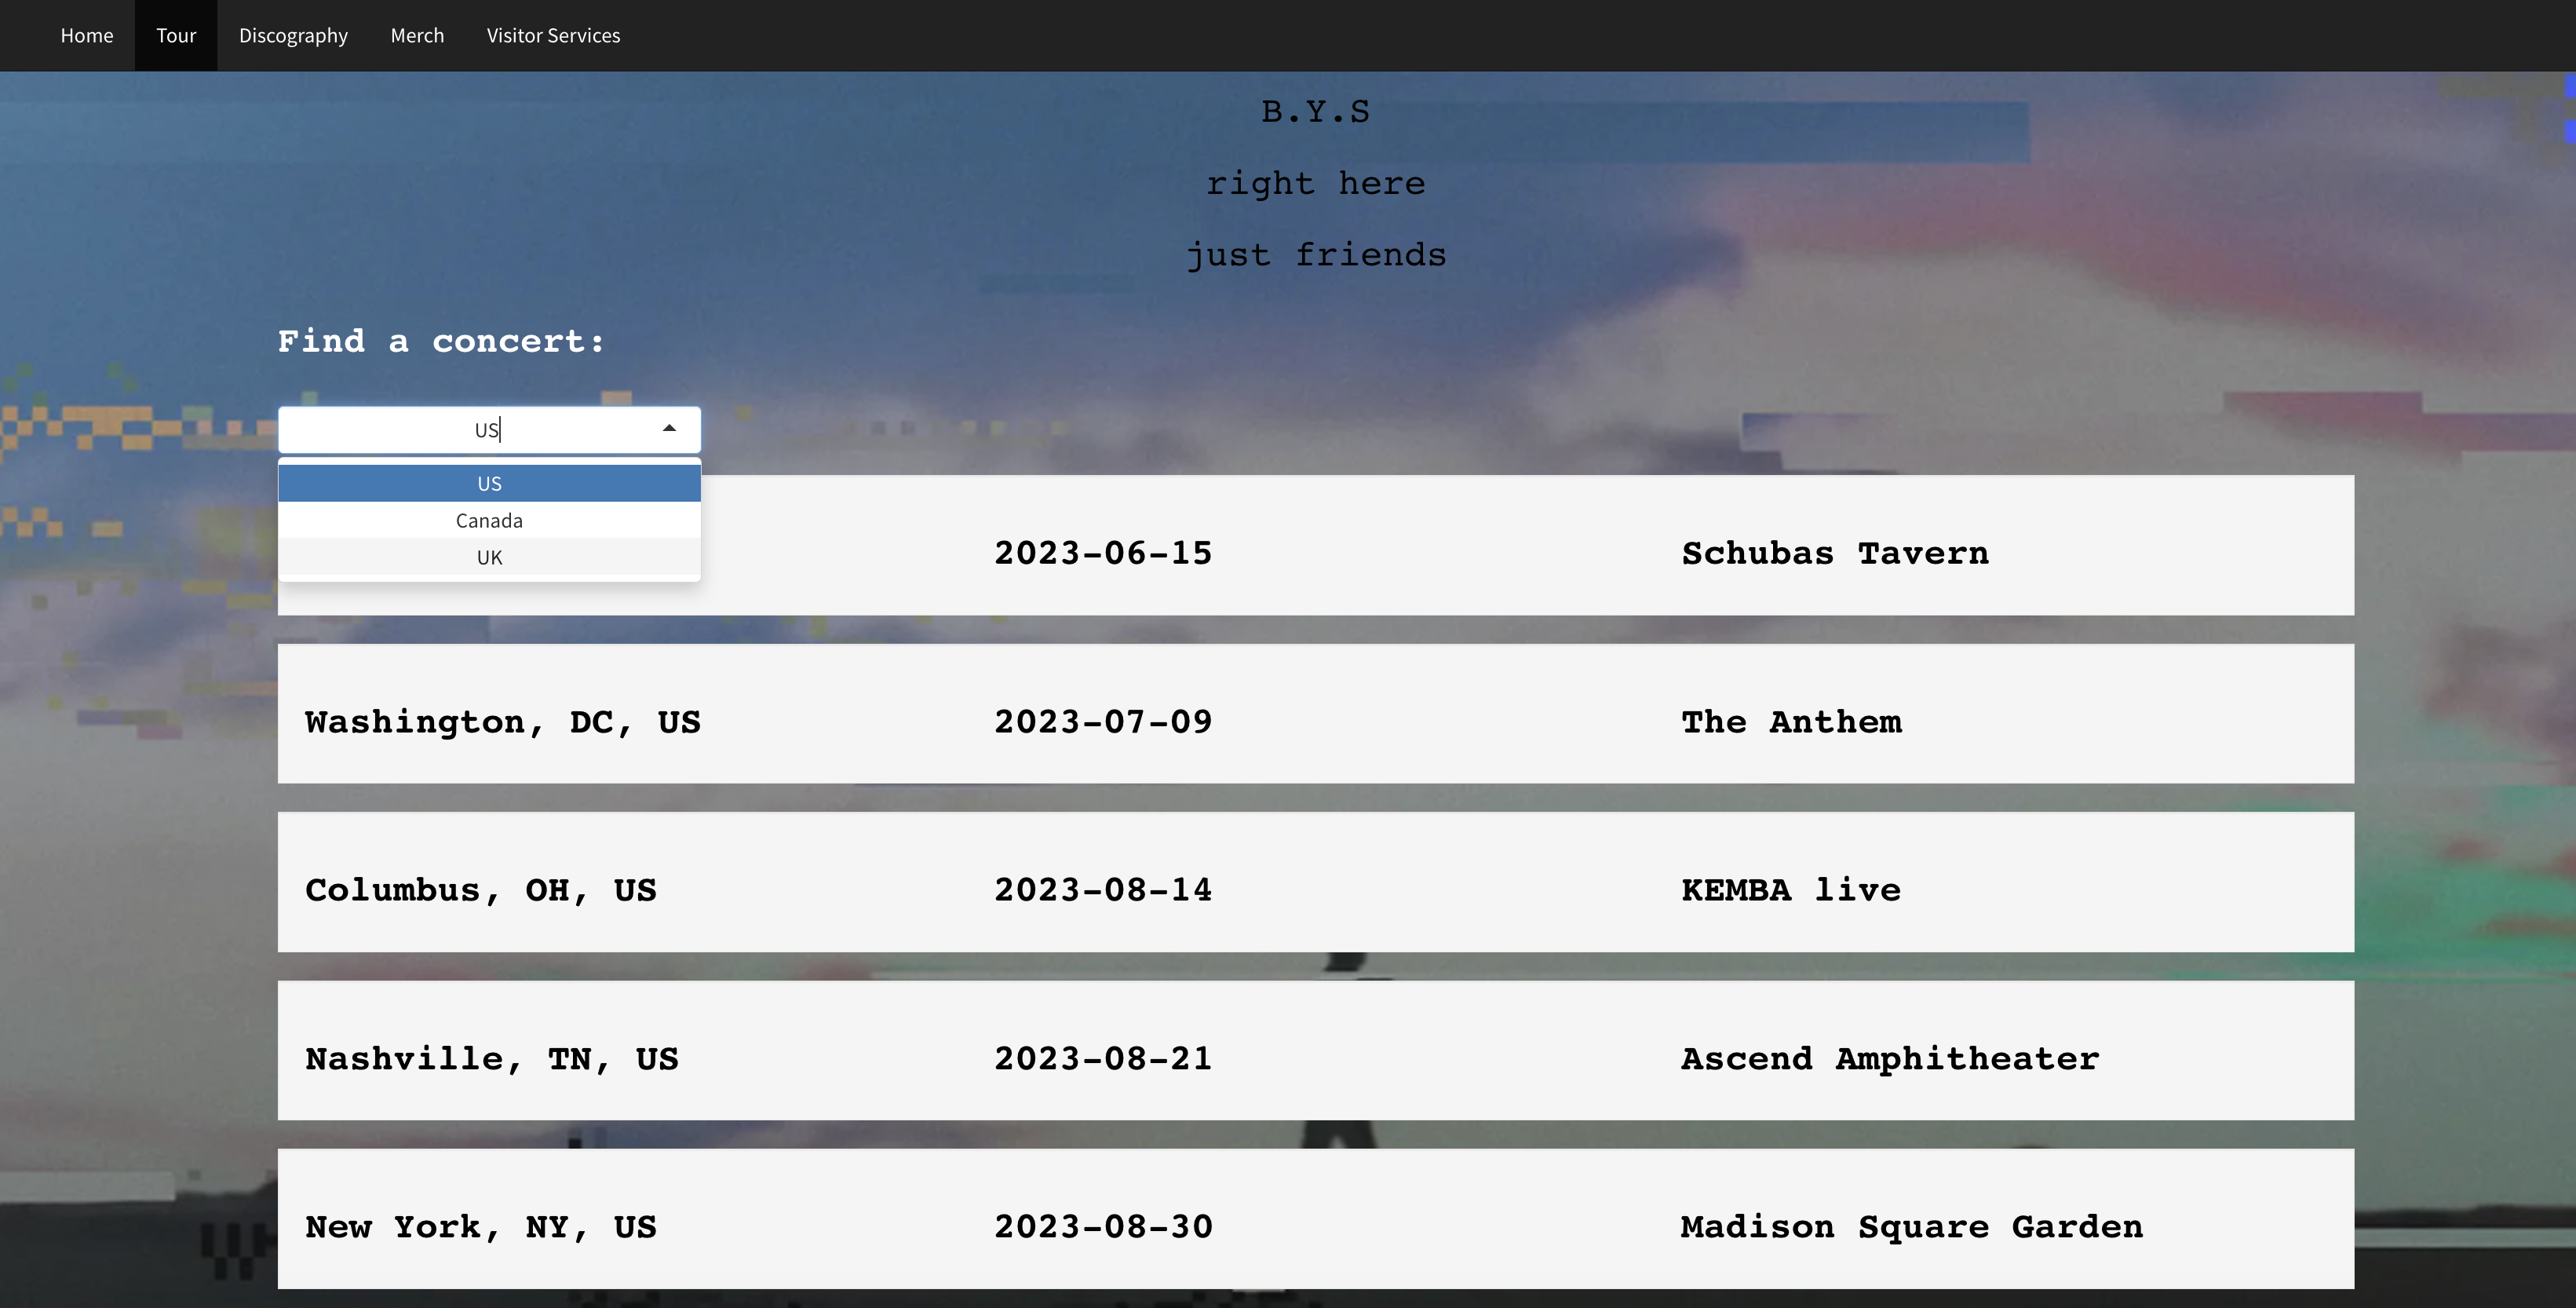 Home Tour Discography Merch Visitor Services
B.Y.S
right here
just friends
Find a concert:
US
US
Canada
UK
2023-06-15 Schubas Tavern
Washington, DC, US 2023-07-09 The Anthem
Columbus, OH, US 2023-08-14 KEMBA live
Nashville, TN, US 2023-08-21 Ascend Amphitheater
New York, NY, US 2023-08-30 Madison Square Garden